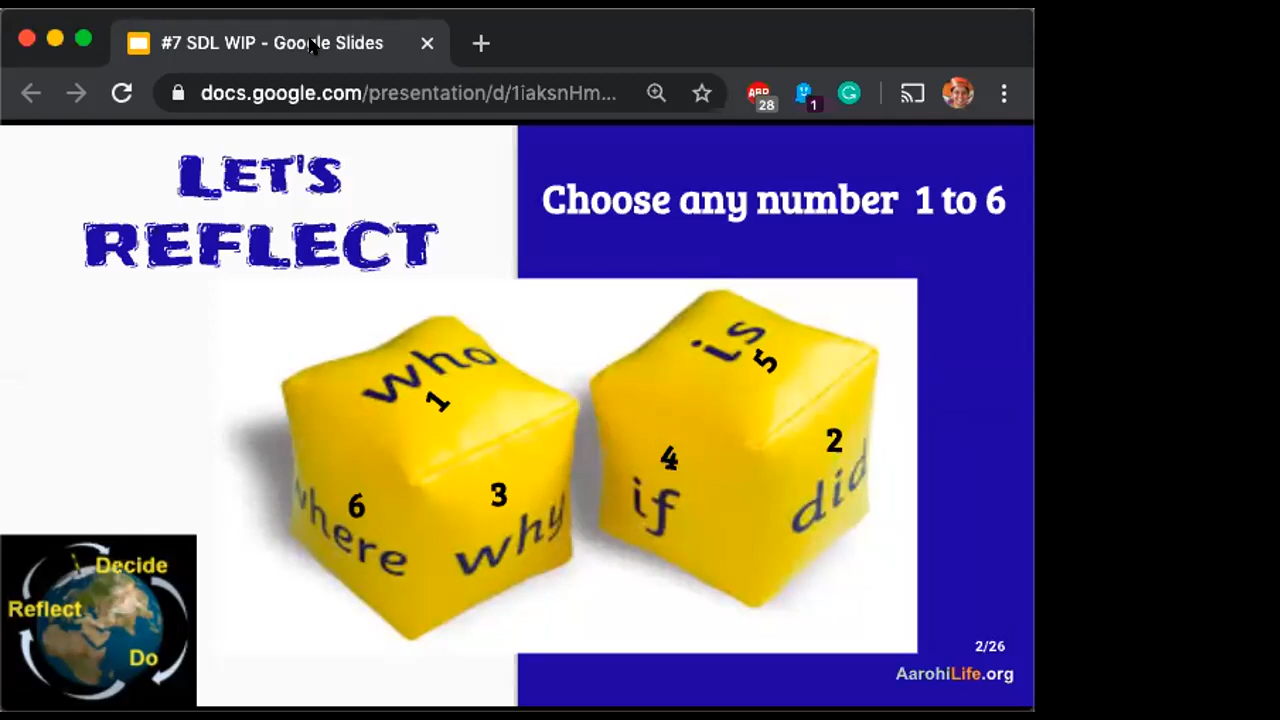 #7 SDL WIP - Google Slides
docs.google.com/presentation/d/1iaksnHm...
ABP
28
1
LET'S
REFLECT
Choose any number 1 to 6
who
1
is
5
6
where
3
why
4
if
2
did
Decide
Reflect
Do
2/26
AarohiLife.org